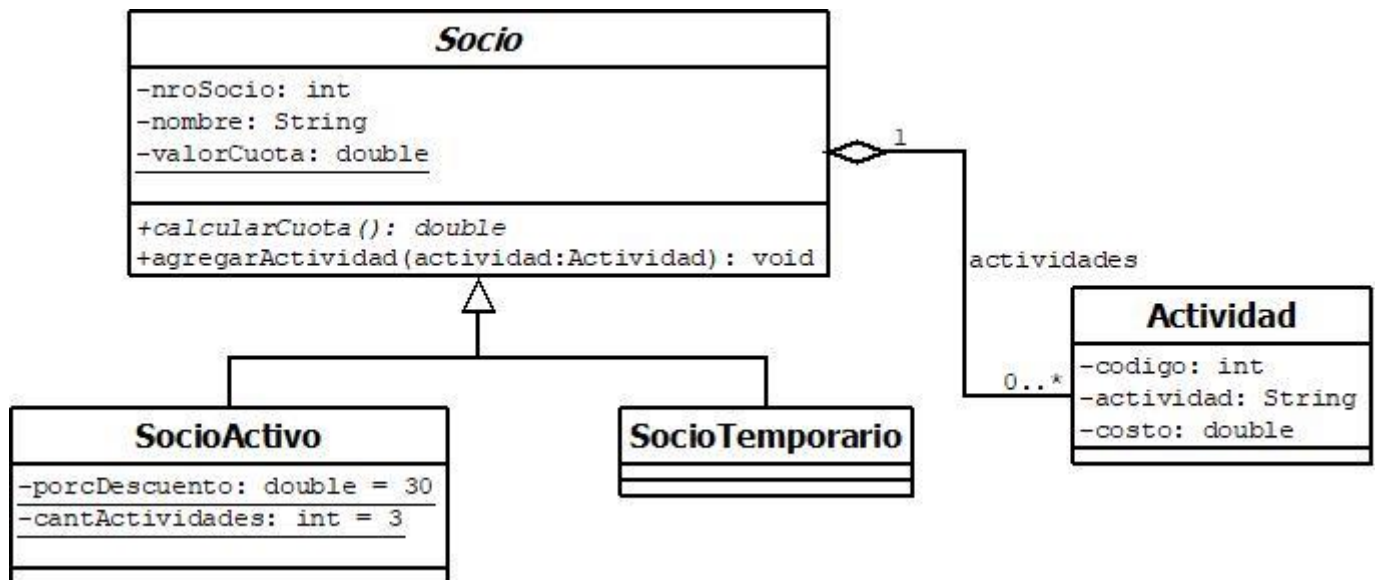 Socio
-nroSocio: int
-nombre: String
-valorCuota: double
+calcularCuota(): double
+agregarActividad(actividad:Actividad): void
1
actividades
0..*
Actividad
-codigo: int
-actividad: String
-costo: double
SocioActivo
-porcDescuento: double = 30
-cantActividades: int = 3
SocioTemporario